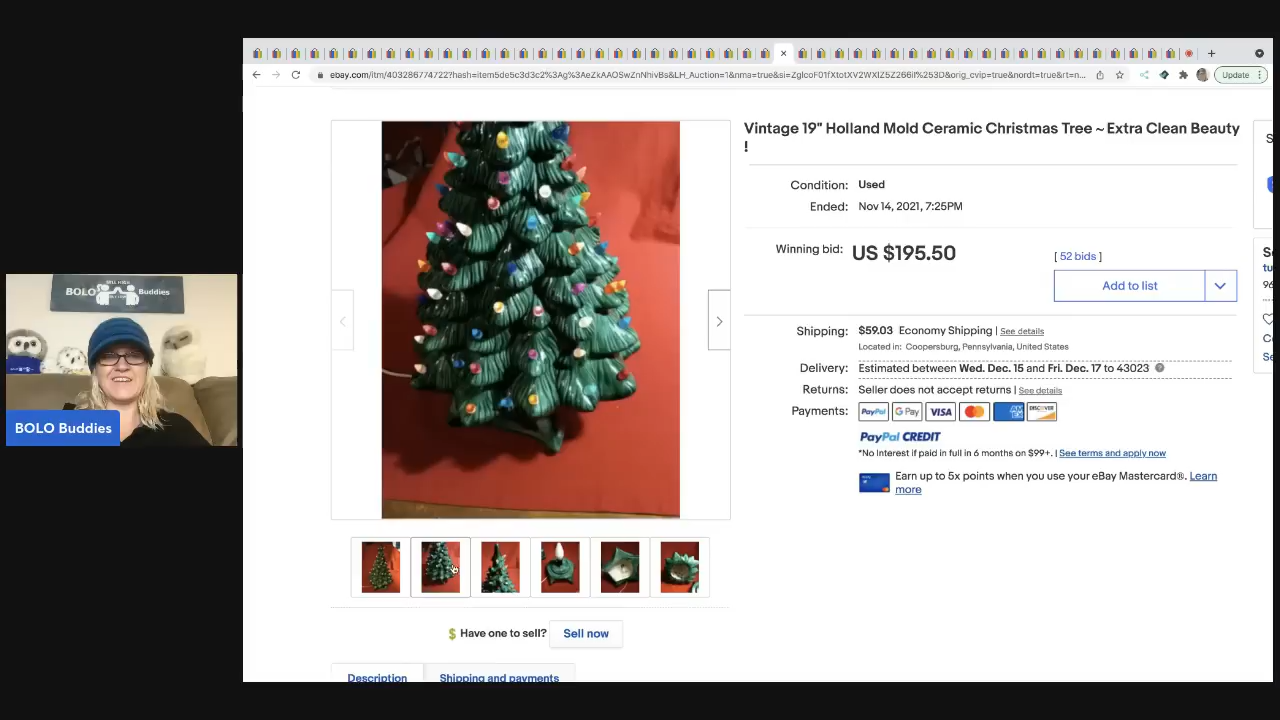 ebay.com/itm/403286774722?hash=item5de5c3d3c2%3Ag%3AeZkAAOSwZnNhivBs&LH_Auction=1&nma=true&si=ZglcoF01fXtotXV2WXIZ5Z266iI%253D&orig_cvip=true&nordt=true&rt=n...
Update
Vintage 19" Holland Mold Ceramic Christmas Tree ~ Extra Clean Beauty
!
Condition: Used
Ended: Nov 14, 2021, 7:25PM
Winning bid: US $195.50
[ 52 bids ]
Add to list
Shipping: $59.03 Economy Shipping | See details
Located in: Coopersburg, Pennsylvania, United States
Delivery: Estimated between Wed. Dec. 15 and Fri. Dec. 17 to 43023
Returns: Seller does not accept returns | See details
Payments: PayPal G Pay VISA MasterCard AM EX DISCOVER
PayPal CREDIT
*No Interest if paid in full in 6 months on $99+. | See terms and apply now
Earn up to 5x points when you use your eBay Mastercard®. Learn
more
Have one to sell? Sell now
Description
Shipping and payments
BOLO Buddies
BOLO Buddies